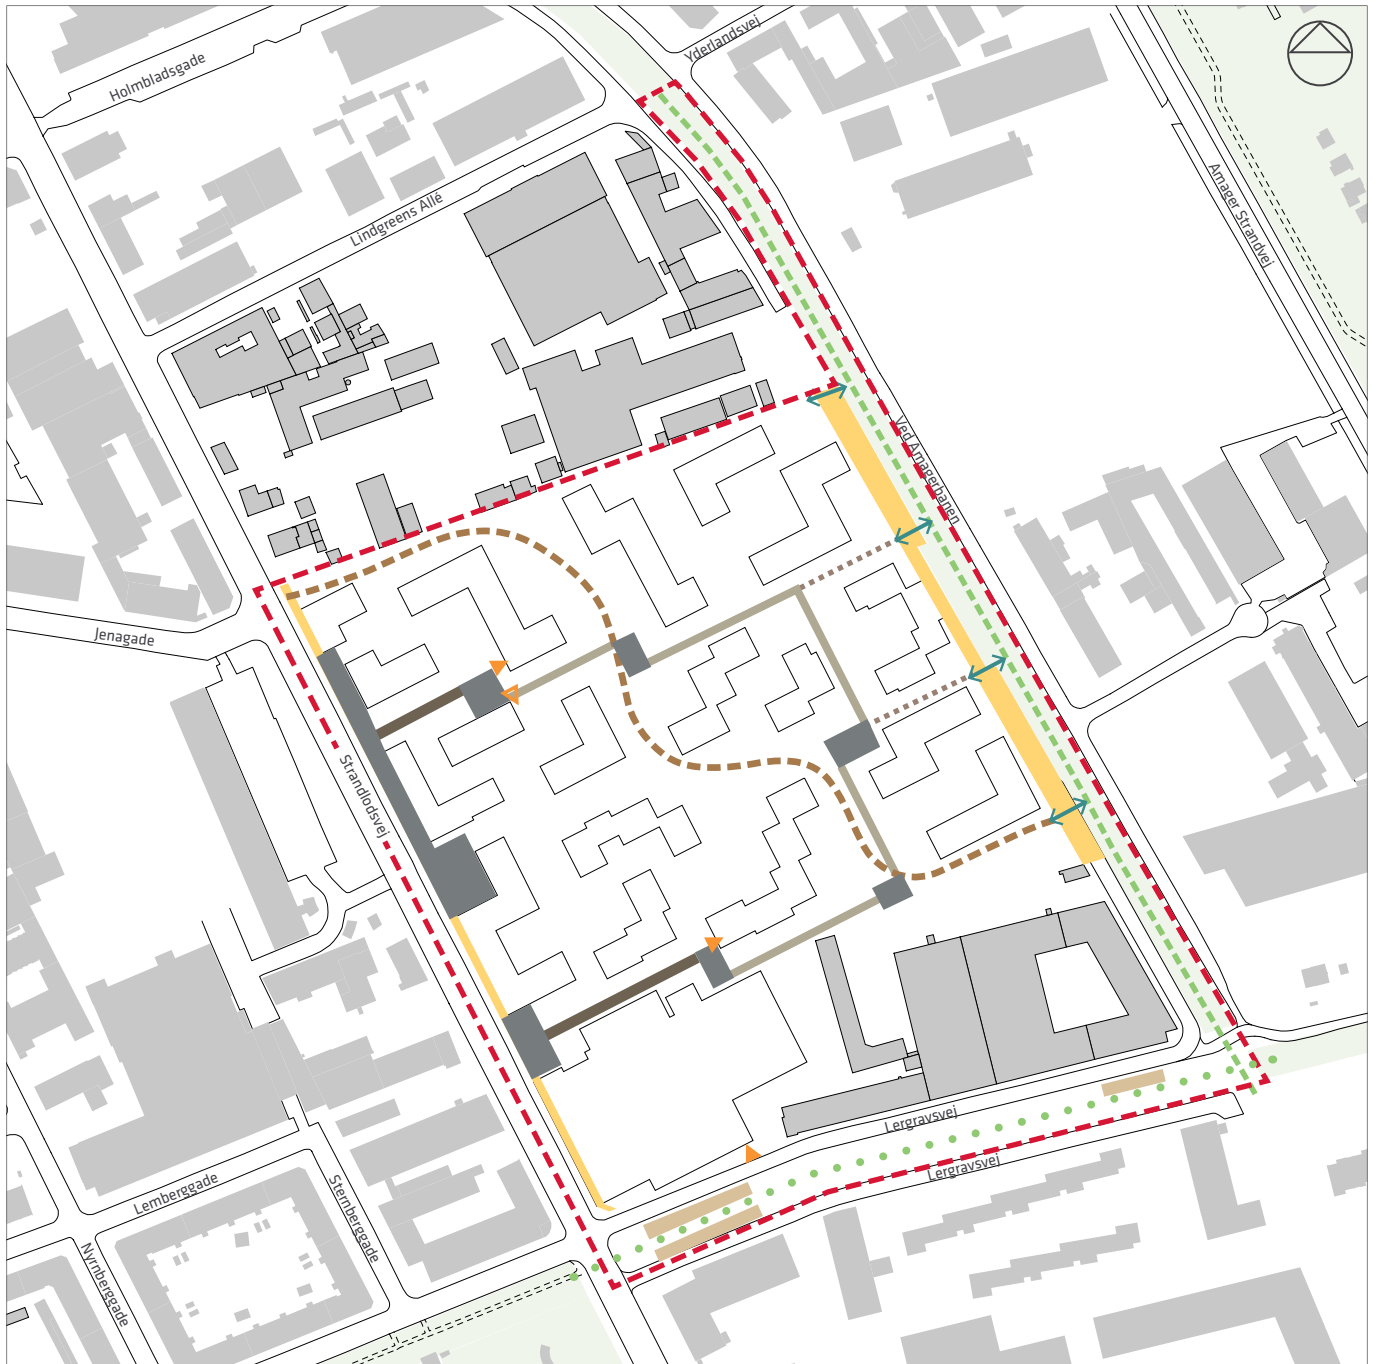 Yderlandsvej
Holmbladsgade
Lindgreens Allé
Amager Strandvej
Ved Amagerbanen
Jenagade
Strandlodsvej
Lergravsvej
Lergravsvej
Lemberggade
Sternberggade
Nyrnberggade